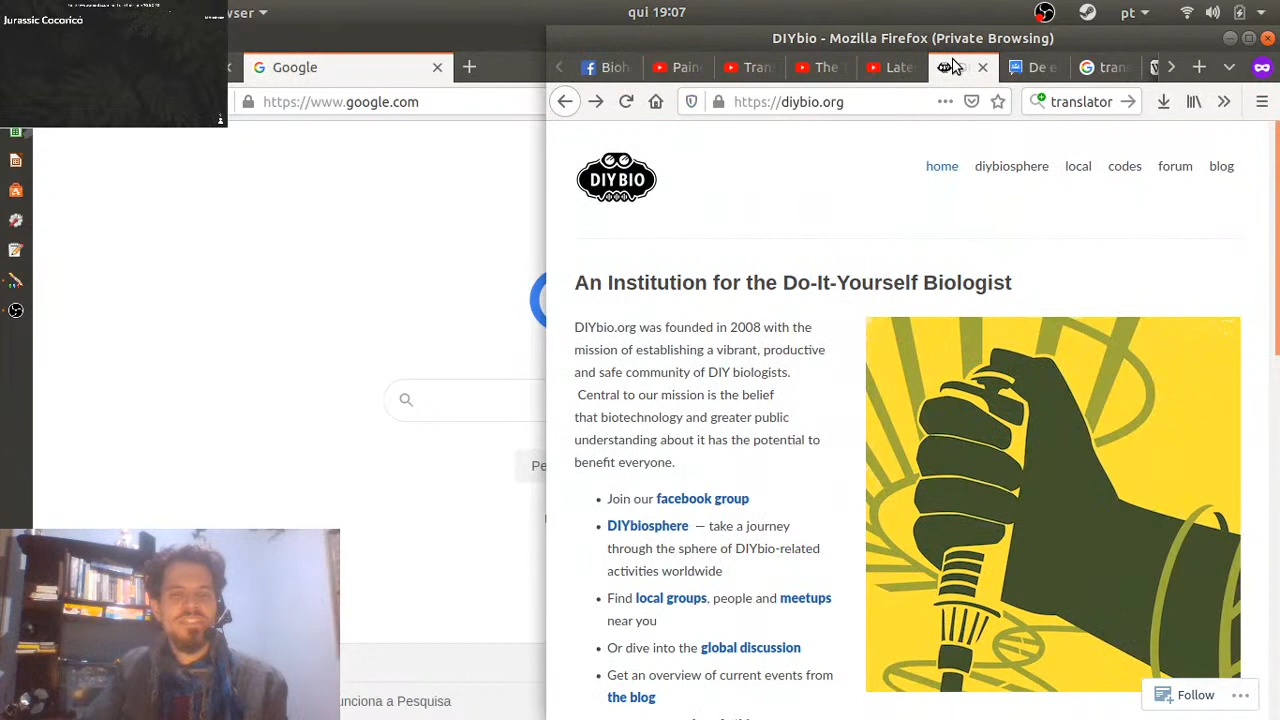 wser
qui 19:07
pt
Jurassic Cocoricó
DIYbio - Mozilla Firefox (Private Browsing)
Google
Bioh
Paine
Tran
The
Late
De e
tran
https://www.google.com
https://diybio.org
translator
DIYBIO
home diybiosphere local codes forum blog
An Institution for the Do-It-Yourself Biologist
DIYbio.org was founded in 2008 with the
mission of establishing a vibrant, productive
and safe community of DIY biologists.
Central to our mission is the belief
that biotechnology and greater public
understanding about it has the potential to
benefit everyone.
• Join our facebook group
• DIYbiosphere — take a journey
through the sphere of DIYbio-related
activities worldwide
• Find local groups, people and meetups
near you
• Or dive into the global discussion
• Get an overview of current events from
the blog
Pe
unciona a Pesquisa
Follow